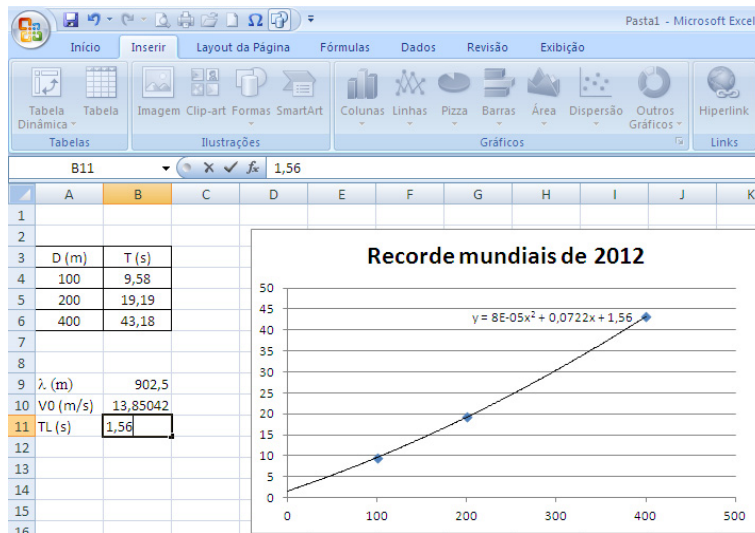 Pasta1 - Microsoft Excel
Início Inserir Layout da Página Fórmulas Dados Revisão Exibição
Tabela Dinâmica Tabela Imagem Clip-art Formas SmartArt Colunas Linhas Pizza Barras Área Dispersão Outros Gráficos Hiperlink
Tabelas Ilustrações Gráficos Links
B11 fx 1,56
A B C D E F G H I J K
1
2
3 D (m) T (s)
4 100 9,58
5 200 19,19
6 400 43,18
7
8
9 λ (m) 902,5
10 V0 (m/s) 13,85042
11 TL (s) 1,56
12
13
14
15
16
Recorde mundiais de 2012
y = 8E-05x² + 0,0722x + 1,56
50
45
40
35
30
25
20
15
10
5
0
0 100 200 300 400 500